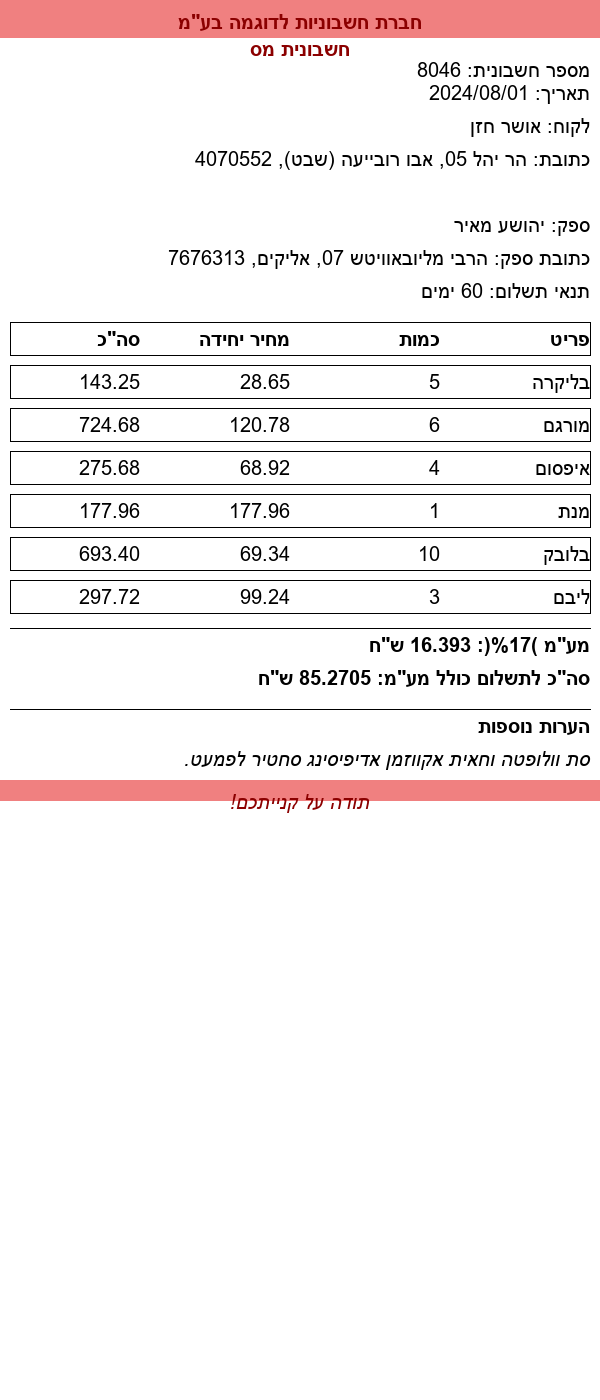 חברת חשבוניות לדוגמה בע"מ
חשבונית מס
מספר חשבונית: 8046
תאריך: 2024/08/01
לקוח: אושר חזן
כתובת: הר יהל 05, אבו רובייעה (שבט), 4070552
ספק: יהושע מאיר
כתובת ספק: הרבי מליובאוויטש 07, אליקים, 7676313
תנאי תשלום: 60 ימים
פריט כמות מחיר יחידה סה"כ
בליקרה 5 28.65 143.25
מורגם 6 120.78 724.68
איפסום 4 68.92 275.68
מנת 1 177.96 177.96
בלובק 10 69.34 693.40
ליבם 3 99.24 297.72
מע"מ )17%(: 16.393 ש"ח
סה"כ לתשלום כולל מע"מ: 85.2705 ש"ח
הערות נוספות
סת וולופטה וחאית אקווזמן אדיפיסינג סחטיר לפמעט.
תודה על קנייתכם!